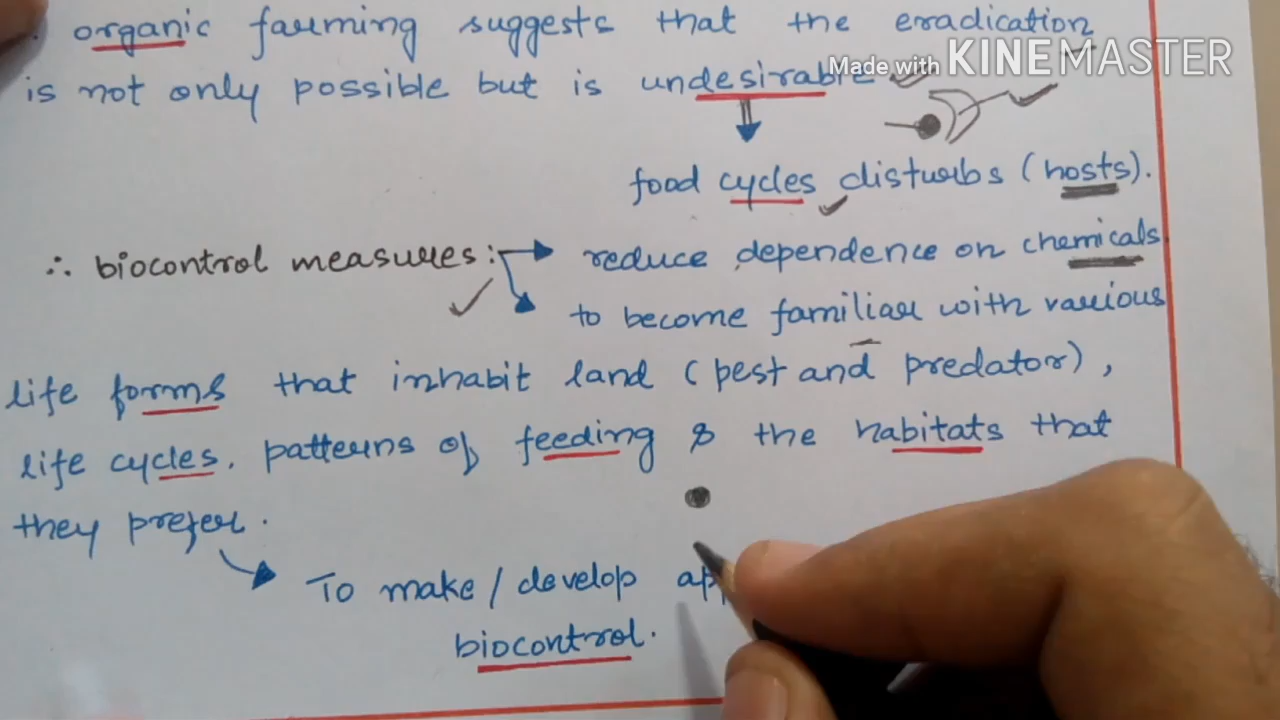 organic farming suggests that the eradication
Made with KINEMASTER
is not only possible but is undesirable
food cycles disturbs (hosts).
∴ biocontrol measures: reduce dependence on chemicals
to become familiar with various
life forms that inhabit land (pest and predator),
life cycles, patterns of feeding & the habitats that
they prefer.
To make / develop
biocontrol.